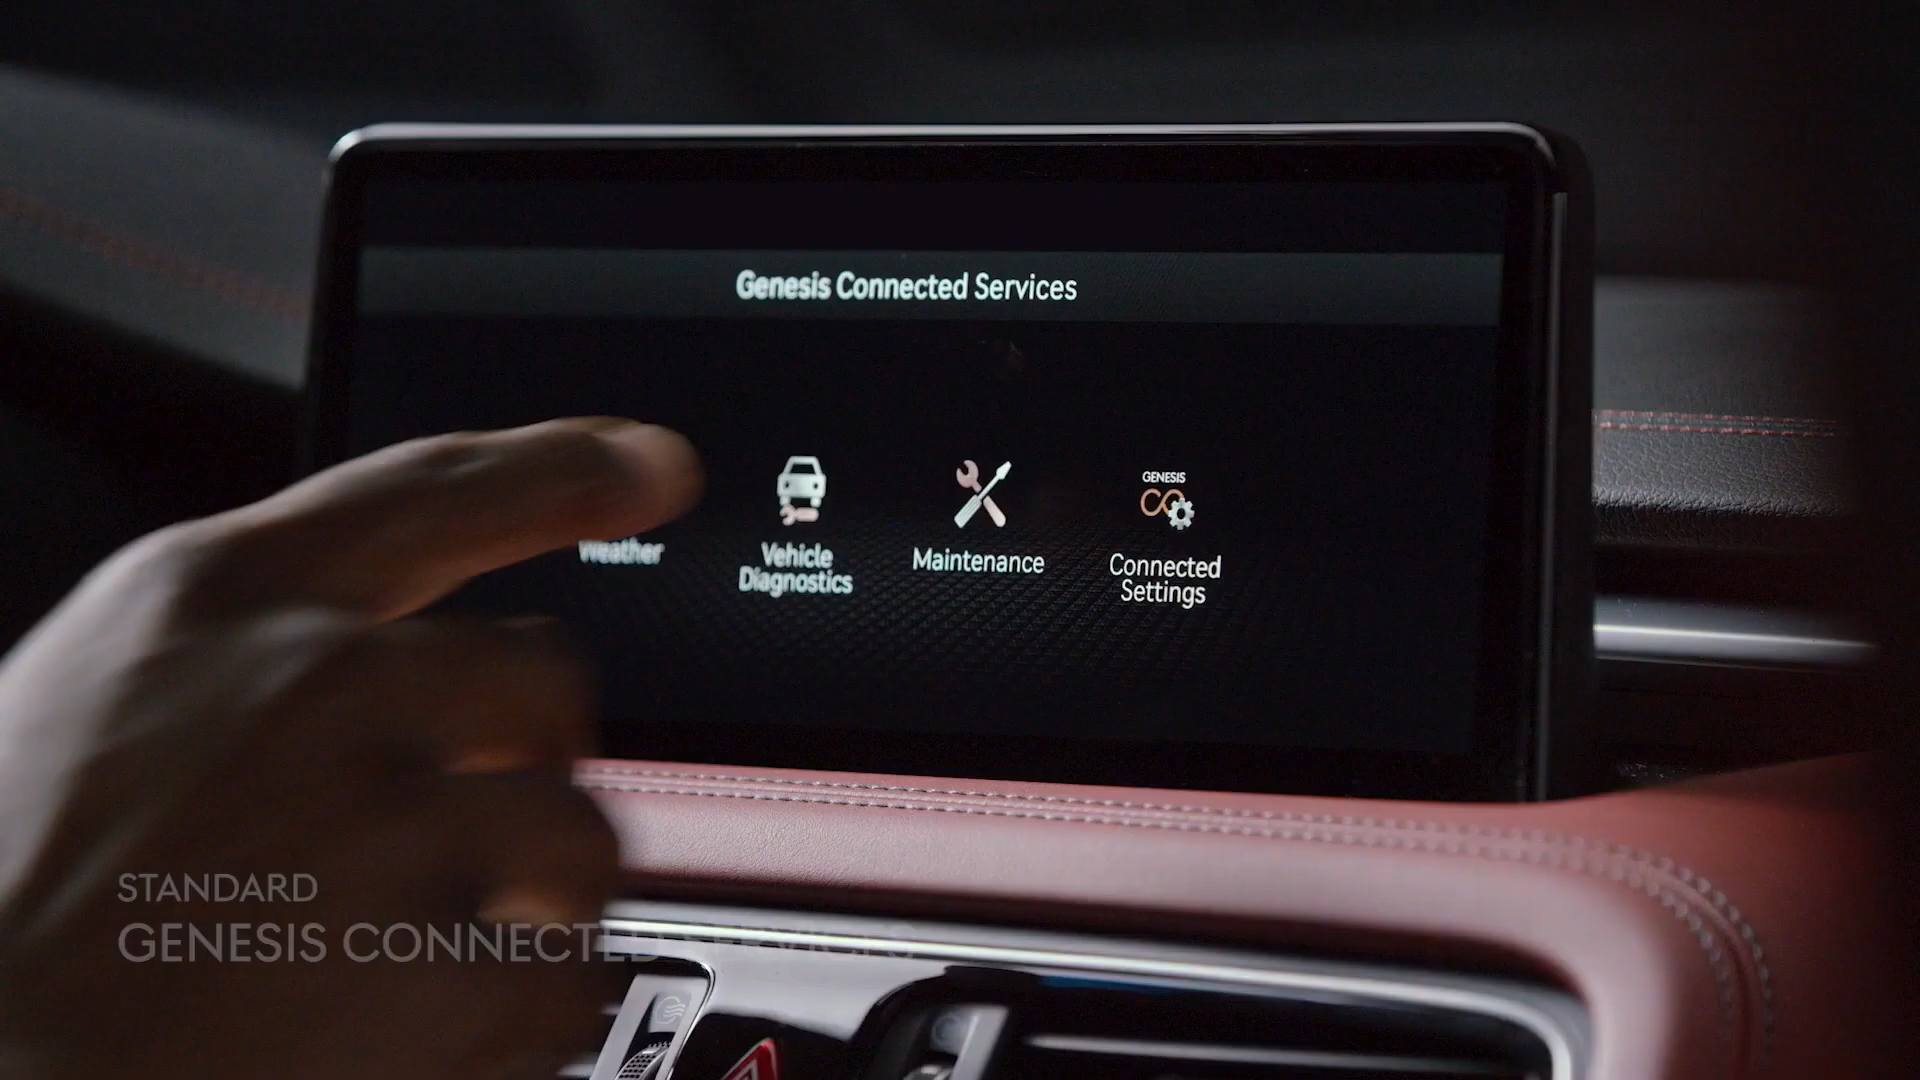 Genesis Connected Services
Weather
Vehicle
Diagnostics
Maintenance
GENESIS
Connected
Settings
STANDARD
GENESIS CONNECTED SERVICES